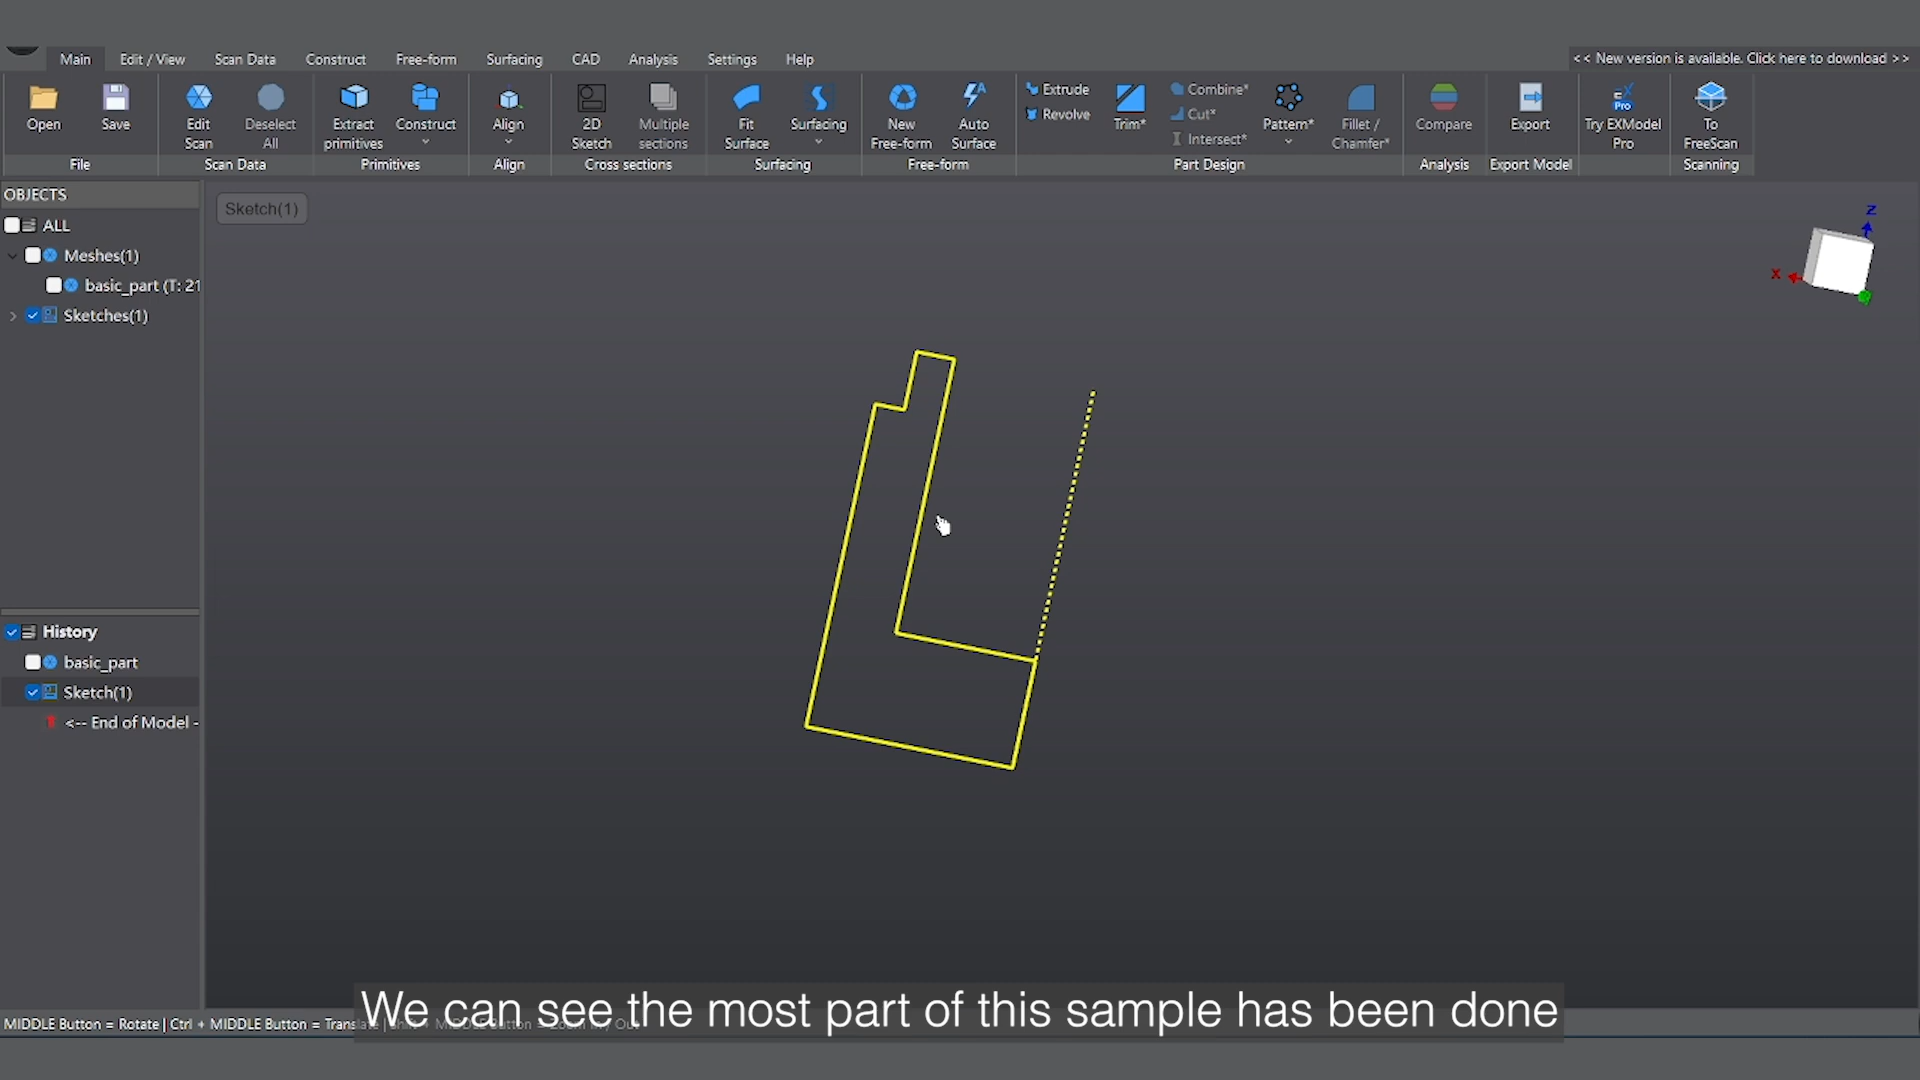 Main Edit / View Scan Data Construct Free-form Surfacing CAD Analysis Settings Help
<< New version is available. Click here to download >>
Open
Save
Edit
Scan
Deselect
All
Extract
primitives
Construct
Align
2D
Sketch
Multiple
sections
Fit
Surface
Surfacing
New
Free-form
Auto
Surface
Extrude
Revolve
Trim*
Combine*
Cut*
Intersect*
Pattern*
Fillet /
Chamfer*
Compare
Export
EX
Pro
Try EXModel
Pro
To
FreeScan
File Scan Data Primitives Align Cross sections Surfacing Free-form Part Design Analysis Export Model Scanning
OBJECTS
ALL
Meshes(1)
basic_part (T: 21
Sketches(1)
Sketch(1)
Z
X
History
basic_part
Sketch(1)
<-- End of Model -
We can see the most part of this sample has been done
MIDDLE Button = Rotate | Ctrl + MIDDLE Button = Trans